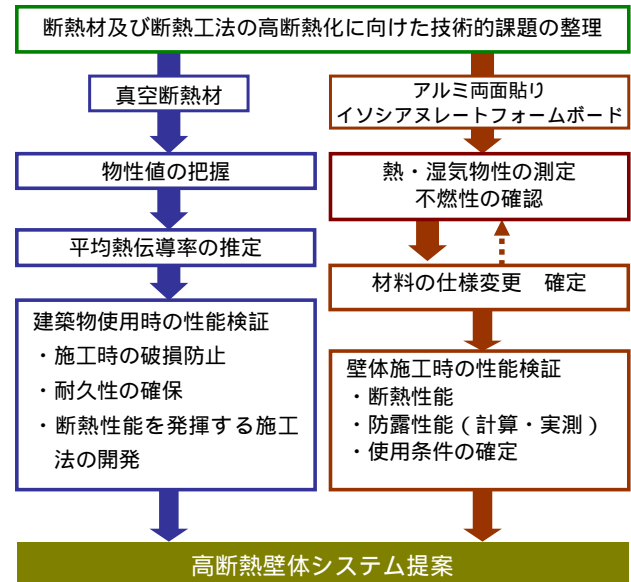 断熱材及び断熱工法の高断熱化に向けた技術的課題の整理
真空断熱材
物性値の把握
平均熱伝導率の推定
建築物使用時の性能検証
・施工時の破損防止
・耐久性の確保
・断熱性能を発揮する施工
法の開発
アルミ両面貼り
イソシアヌレートフォームボード
熱・湿気物性の測定
不燃性の確認
材料の仕様変更　確定
壁体施工時の性能検証
・断熱性能
・防露性能（計算・実測）
・使用条件の確定
高断熱壁体システム提案